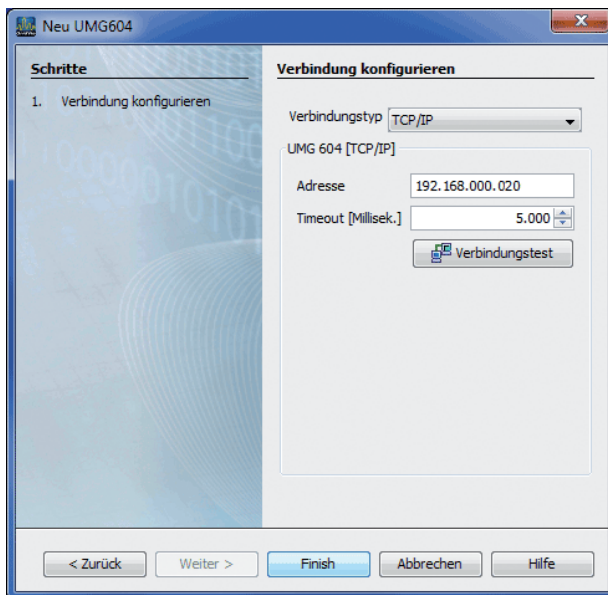 Neu UMG604
Schritte
1. Verbindung konfigurieren
Verbindung konfigurieren
Verbindungstyp TCP/IP
UMG 604 [TCP/IP]
Adresse 192.168.000.020
Timeout [Millisek.] 5.000
Verbindungstest
< Zurück Weiter > Finish Abbrechen Hilfe